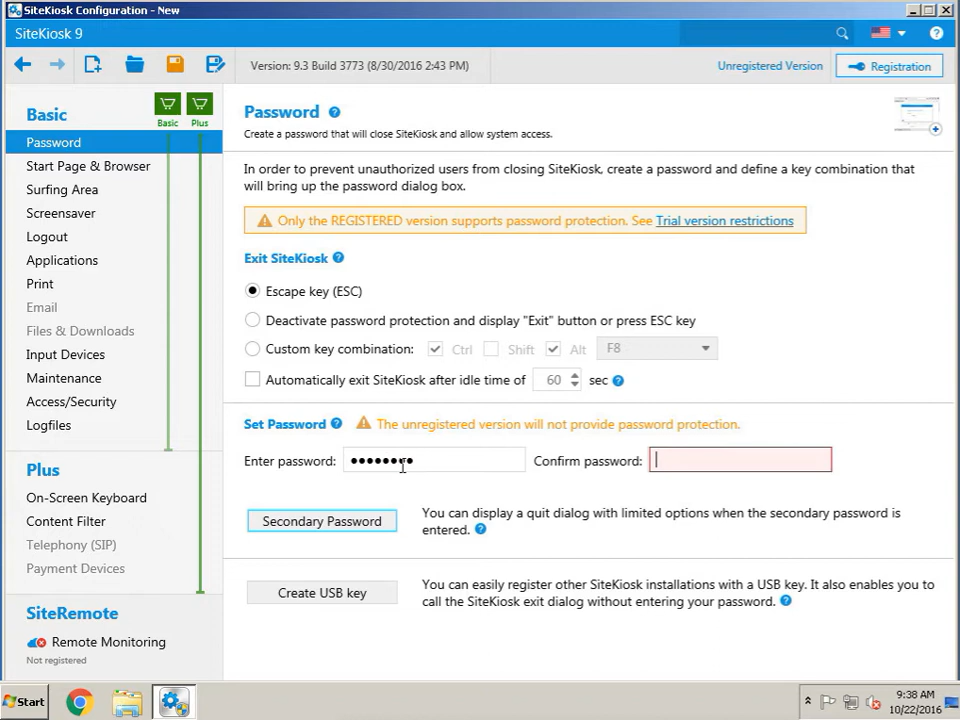 SiteKiosk Configuration - New
SiteKiosk 9
Version: 9.3 Build 3773 (8/30/2016 2:43 PM)
Unregistered Version
Registration
Basic
Basic
Plus
Password
Start Page & Browser
Surfing Area
Screensaver
Logout
Applications
Print
Email
Files & Downloads
Input Devices
Maintenance
Access/Security
Logfiles
Plus
On-Screen Keyboard
Content Filter
Telephony (SIP)
Payment Devices
SiteRemote
Remote Monitoring
Not registered
Password
Create a password that will close SiteKiosk and allow system access.
In order to prevent unauthorized users from closing SiteKiosk, create a password and define a key combination that
will bring up the password dialog box.
Only the REGISTERED version supports password protection. See Trial version restrictions
Exit SiteKiosk
Escape key (ESC)
Deactivate password protection and display "Exit" button or press ESC key
Custom key combination: Ctrl Shift Alt F8
Automatically exit SiteKiosk after idle time of 60 sec
Set Password The unregistered version will not provide password protection.
Enter password: ●●●●●●●● Confirm password:
Secondary Password
You can display a quit dialog with limited options when the secondary password is
entered.
Create USB key
You can easily register other SiteKiosk installations with a USB key. It also enables you to
call the SiteKiosk exit dialog without entering your password.
Start
9:38 AM
10/22/2016